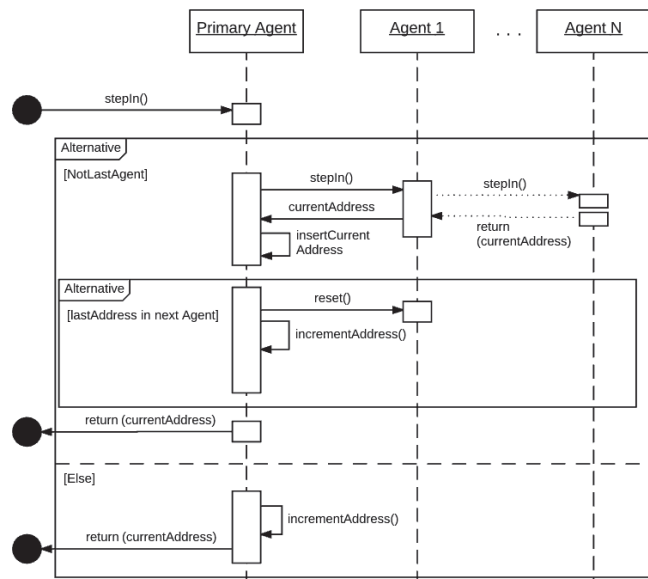 Primary Agent
Agent 1
. . .
Agent N
stepIn()
Alternative
[NotLastAgent]
stepIn()
stepIn()
currentAddress
return
(currentAddress)
insertCurrent
Address
Alternative
[lastAddress in next Agent]
reset()
incrementAddress()
return (currentAddress)
[Else]
incrementAddress()
return (currentAddress)